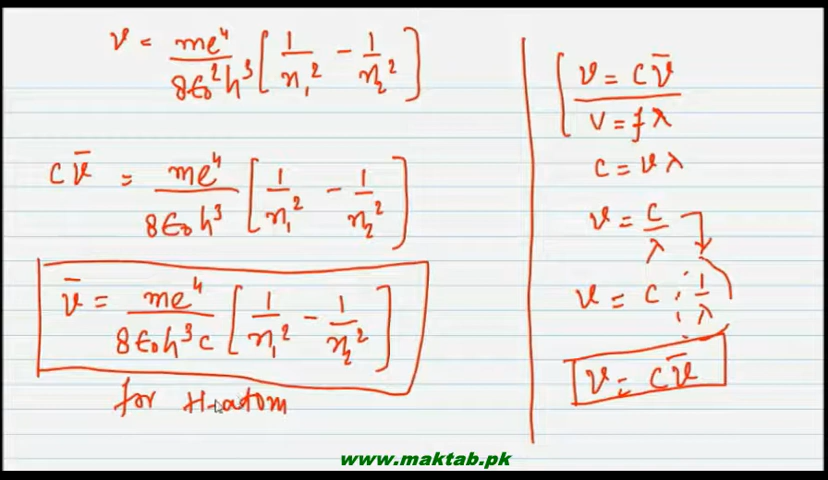 ν = me⁴/8ε₀²h³ [1/n₁² − 1/n₂²]
cν̄ = me⁴/8ε₀h³ [1/n₁² − 1/n₂²]
ν̄ = me⁴/8ε₀h³c [1/n₁² − 1/n₂²]
for H-atom
ν = cν̄
v = fλ
c = νλ
ν = c/λ
ν = c · 1/λ
ν = cν̄
www.maktab.pk